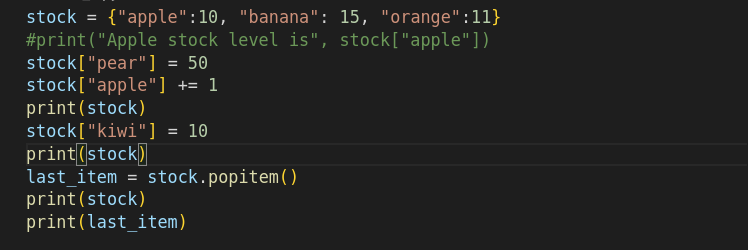 stock = {"apple":10, "banana": 15, "orange":11}
#print("Apple stock level is", stock["apple"])
stock["pear"] = 50
stock["apple"] += 1
print(stock)
stock["kiwi"] = 10
print(stock)
last_item = stock.popitem()
print(stock)
print(last_item)